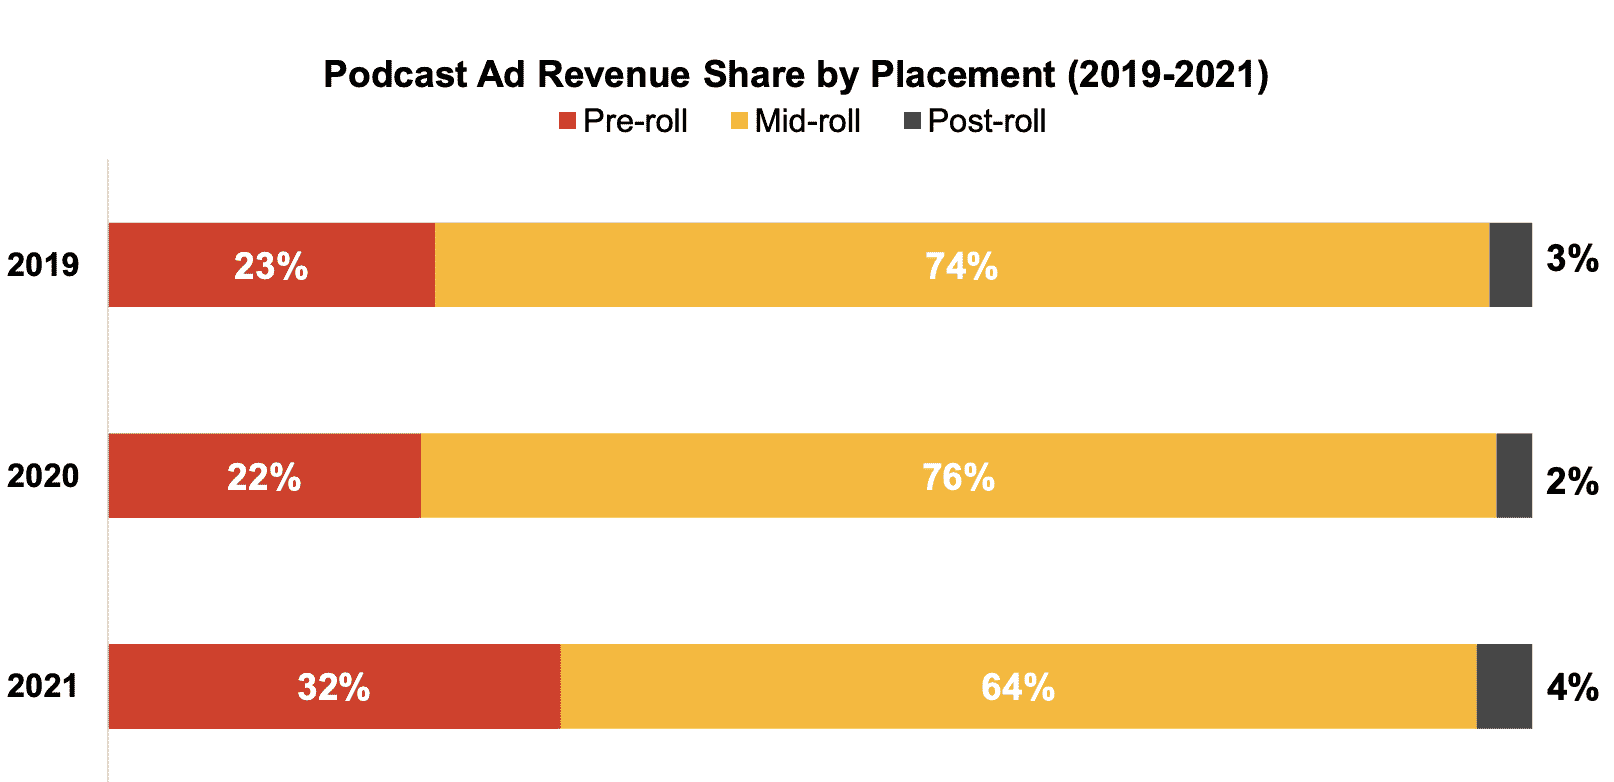 Podcast Ad Revenue Share by Placement (2019-2021)
Pre-roll Mid-roll Post-roll
2019 23% 74% 3%
2020 22% 76% 2%
2021 32% 64% 4%